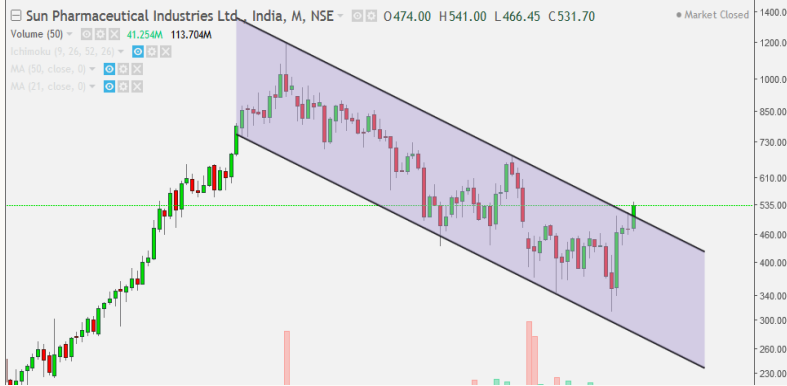 Sun Pharmaceutical Industries Ltd., India, M, NSE O474.00 H541.00 L466.45 C531.70
Market Closed
Volume (50) 41.254M 113.704M
Ichimoku (9, 26, 52, 26)
MA (50, close, 0)
MA (21, close, 0)
1400.00
1200.00
1000.00
850.00
730.00
610.00
535.00
460.00
400.00
340.00
300.00
260.00
230.00